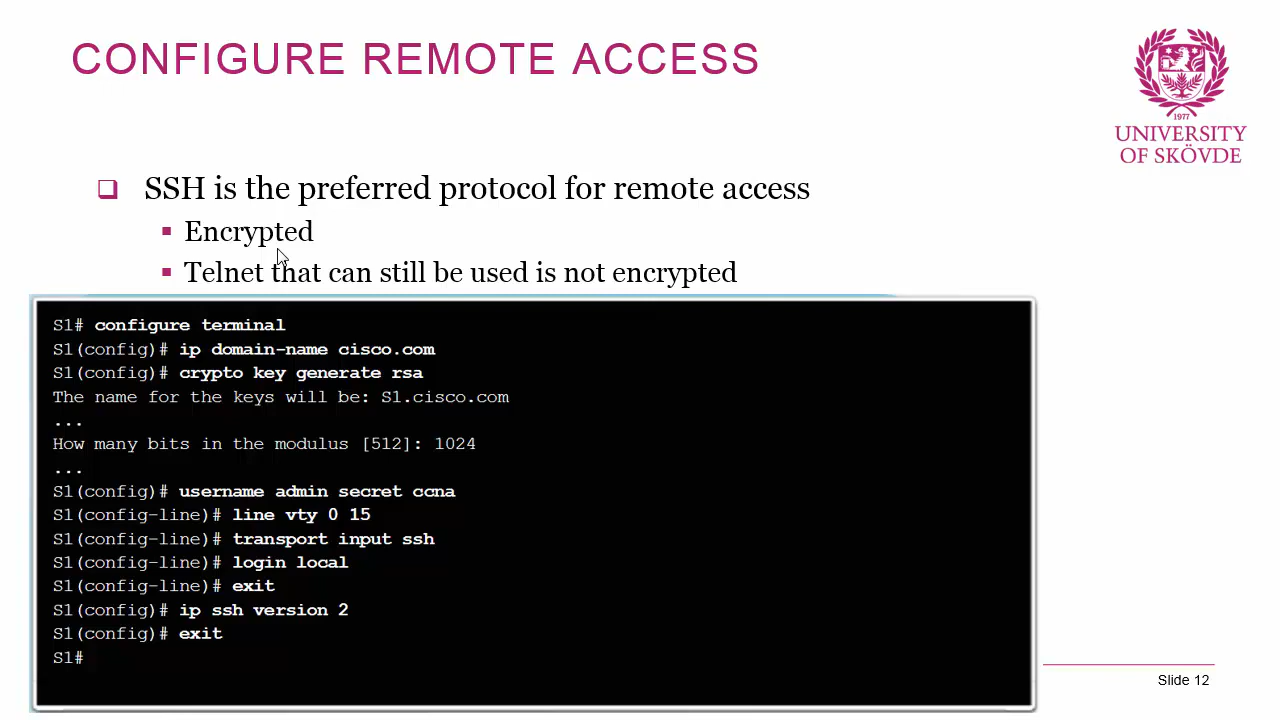 CONFIGURE REMOTE ACCESS
1977
UNIVERSITY
OF SKÖVDE
SSH is the preferred protocol for remote access
Encrypted
Telnet that can still be used is not encrypted
S1# configure terminal
S1(config)# ip domain-name cisco.com
S1(config)# crypto key generate rsa
The name for the keys will be: S1.cisco.com
...
How many bits in the modulus [512]: 1024
...
S1(config)# username admin secret ccna
S1(config-line)# line vty 0 15
S1(config-line)# transport input ssh
S1(config-line)# login local
S1(config-line)# exit
S1(config)# ip ssh version 2
S1(config)# exit
S1#
Slide 12